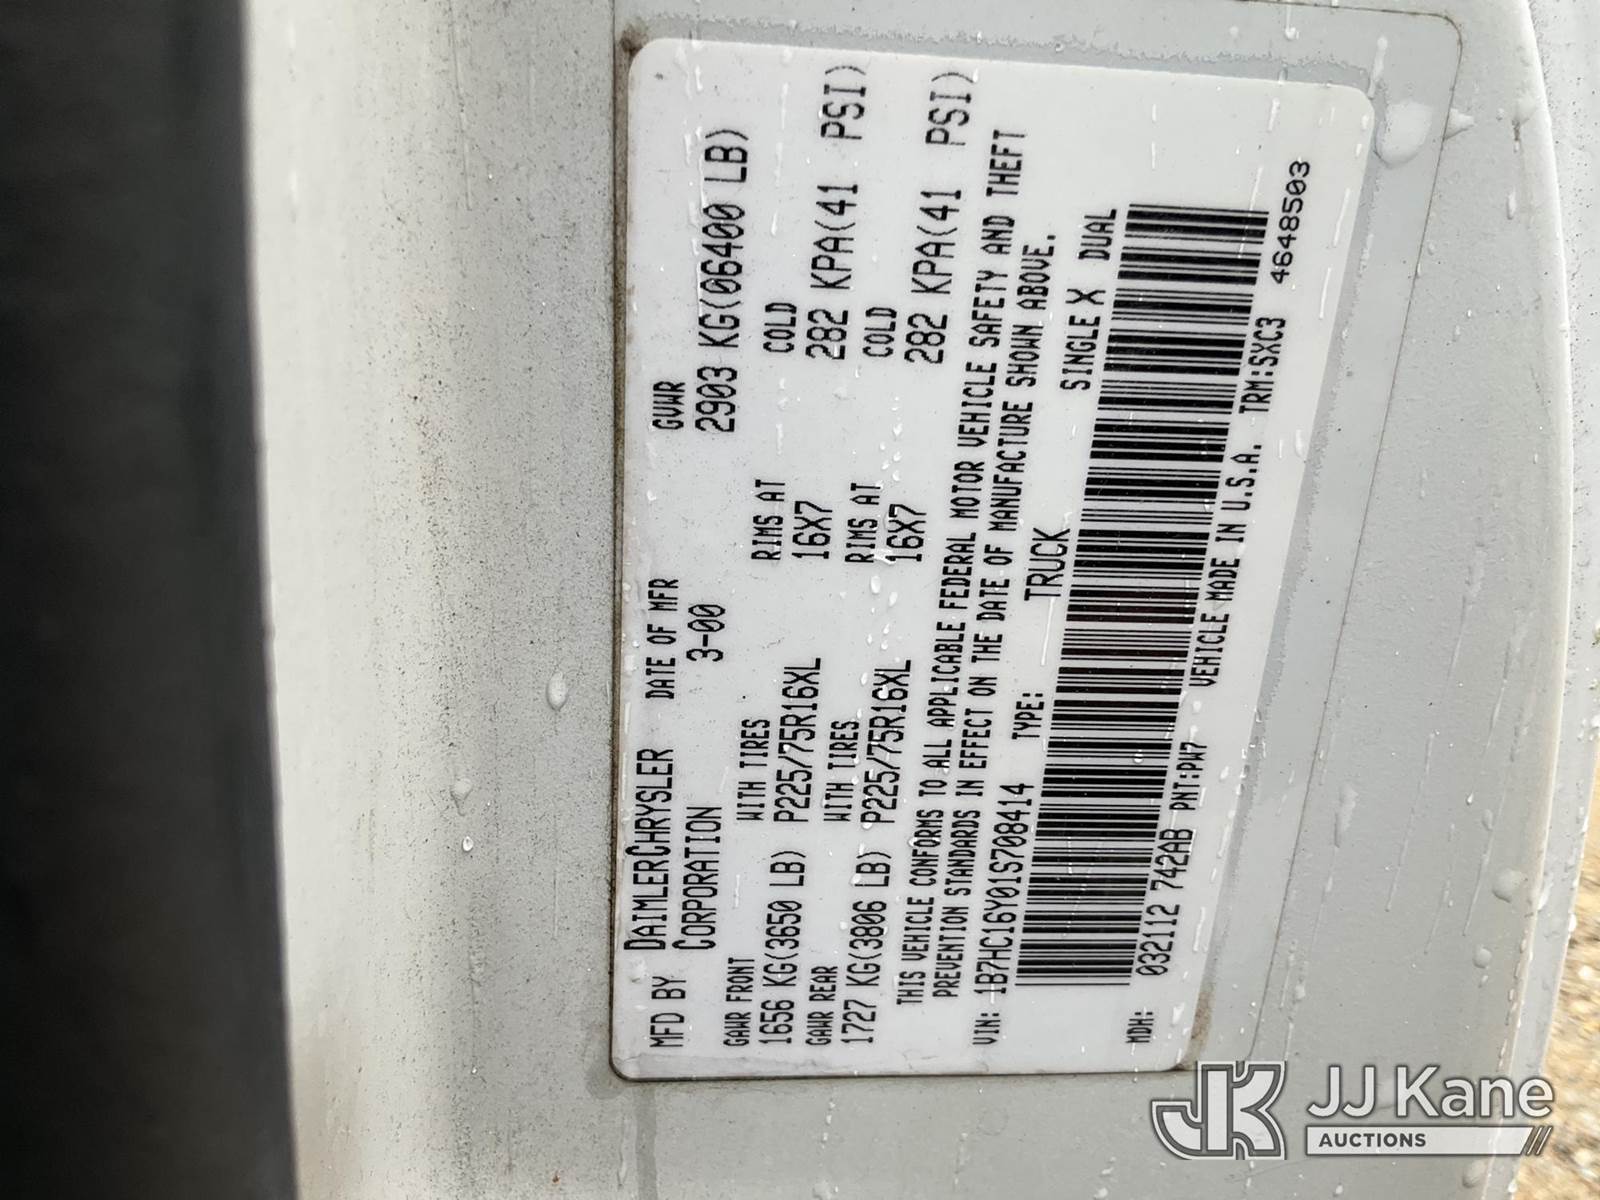 MFD BY DAIMLERCHRYSLER CORPORATION
DATE OF MFR 3-00
GVWR 2903 KG(06400 LB)
GAWR FRONT WITH TIRES RIMS AT COLD
1656 KG(3650 LB) P225/75R16XL 16X7 282 KPA(41 PSI)
GAWR REAR WITH TIRES RIMS AT COLD
1727 KG(3806 LB) P225/75R16XL 16X7 282 KPA(41 PSI)
THIS VEHICLE CONFORMS TO ALL APPLICABLE FEDERAL MOTOR VEHICLE SAFETY AND THEFT
PREVENTION STANDARDS IN EFFECT ON THE DATE OF MANUFACTURE SHOWN ABOVE.
VIN: 1B7HC16Y01S708414 TYPE: TRUCK SINGLE X DUAL
MDH: 032112 742AB PNT:PW7 VEHICLE MADE IN U.S.A. TRM:SXC3 4648503
JK JJ Kane
AUCTIONS